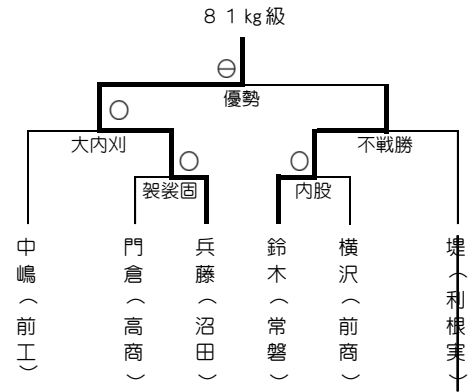 ８１㎏級
優勢
大内刈
不戦勝
袈裟固
内股
中嶋（前工）
門倉（高商）
兵藤（沼田）
鈴木（常磐）
横沢（前商）
堤（利根実）